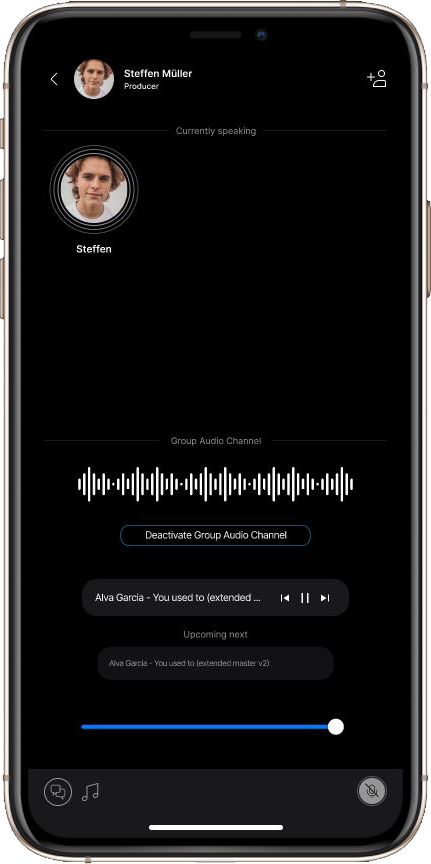 Steffen Müller
Producer
Currently speaking
Steffen
Group Audio Channel
Deactivate Group Audio Channel
Alva Garcia - You used to (extended ...
Upcoming next
Alva Garcia - You used to (extended master v2)